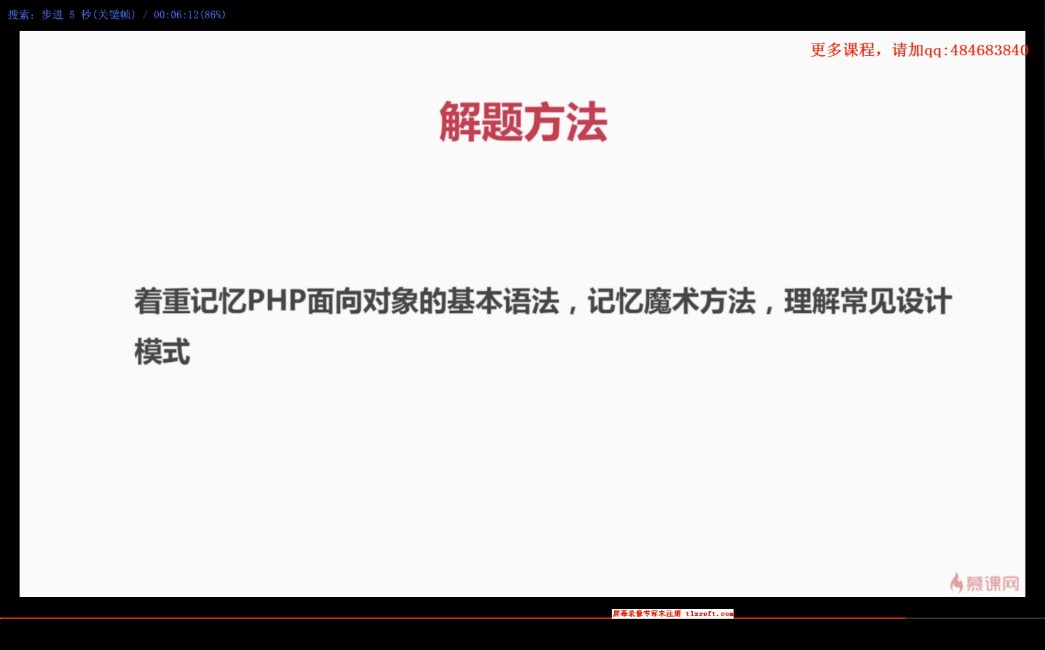 搜索: 步进 5 秒(关键帧) / 00:06:12(86%)
更多课程，请加qq:484683840
解题方法
着重记忆PHP面向对象的基本语法，记忆魔术方法，理解常见设计
模式
慕课网
屏幕录像专家未注册 tlxsoft.com